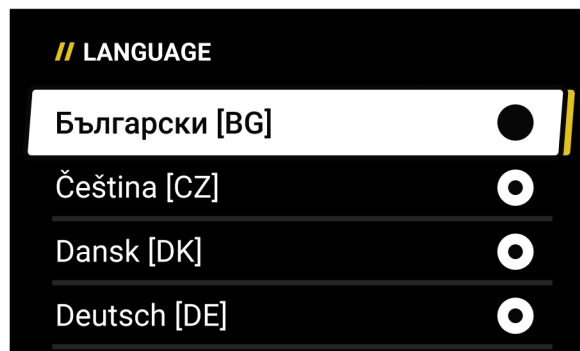 // LANGUAGE
Български [BG]
Čeština [CZ]
Dansk [DK]
Deutsch [DE]